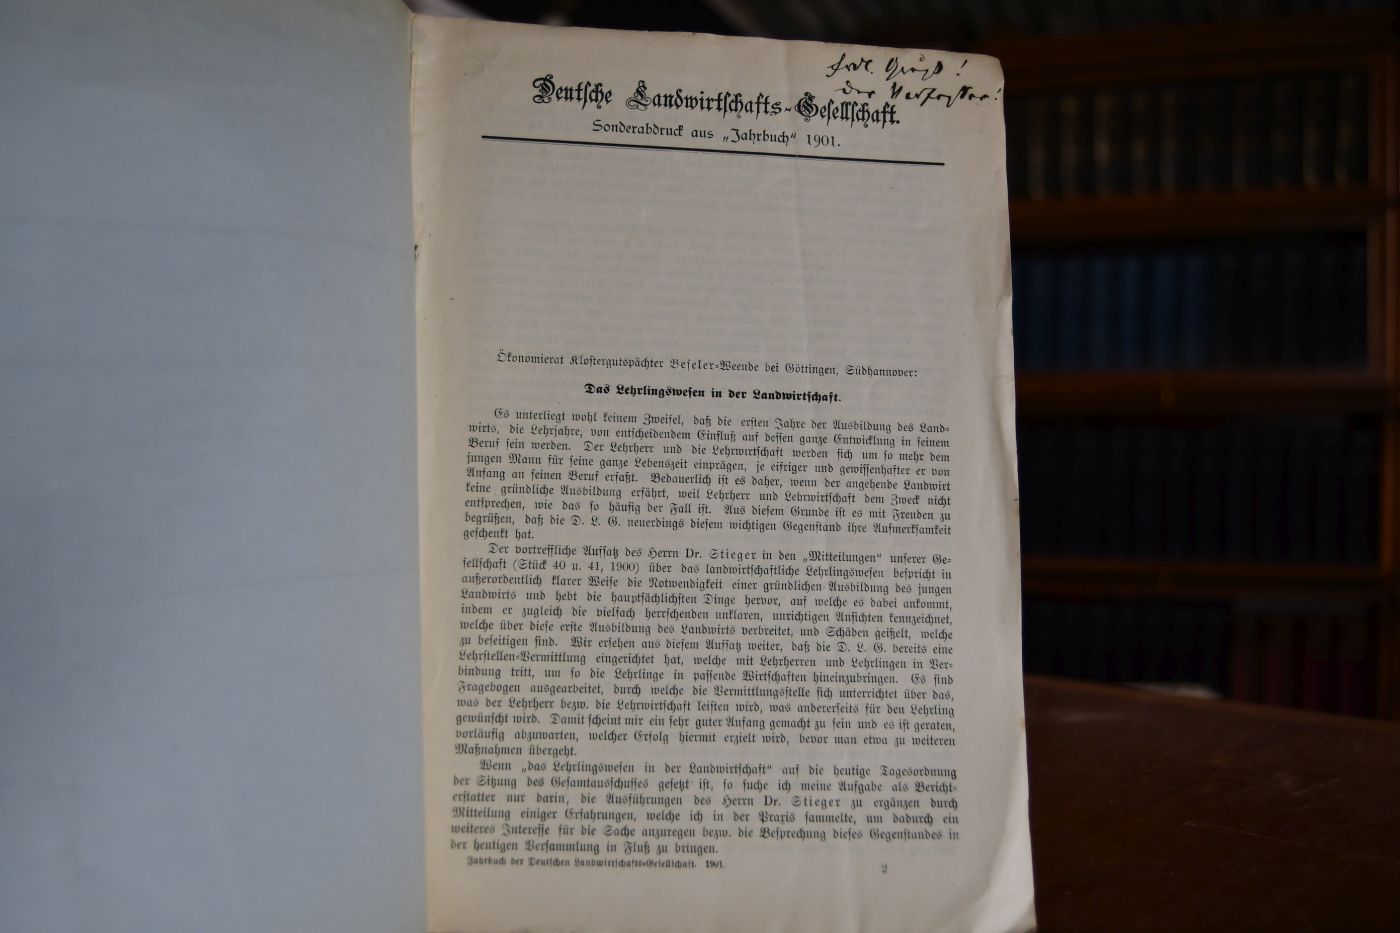 frdl. Gruß!
der Verfasser!
Deutsche Landwirtschafts-Gesellschaft.
Sonderabdruck aus „Jahrbuch“ 1901.
Ökonomierat Klostergutspächter Beseler-Weende bei Göttingen, Südhannover:
Das Lehrlingswesen in der Landwirtschaft.
Es unterliegt wohl keinem Zweifel, daß die ersten Jahre der Ausbildung des Land-
wirts, die Lehrjahre, von entscheidendem Einfluß auf dessen ganze Entwicklung in seinem
Beruf sein werden. Der Lehrherr und die Lehrwirtschaft werden sich um so mehr dem
jungen Mann für seine ganze Lebenszeit einprägen, je eifriger und gewissenhafter er von
Anfang an seinen Beruf erfaßt. Bedauerlich ist es daher, wenn der angehende Landwirt
keine gründliche Ausbildung erfährt, weil Lehrherr und Lehrwirtschaft dem Zweck nicht
entsprechen, wie das so häufig der Fall ist. Aus diesem Grunde ist es mit Freuden zu
begrüßen, daß die D. L. G. neuerdings diesem wichtigen Gegenstand ihre Aufmerksamkeit
geschenkt hat.
Der vortreffliche Aufsatz des Herrn Dr. Stieger in den „Mitteilungen“ unserer Ge-
sellschaft (Stück 40 u. 41, 1900) über das landwirtschaftliche Lehrlingswesen bespricht in
außerordentlich klarer Weise die Notwendigkeit einer gründlichen Ausbildung des jungen
Landwirts und hebt die hauptsächlichsten Dinge hervor, auf welche es dabei ankommt,
indem er zugleich die vielfach herrschenden unklaren, unrichtigen Ansichten kennzeichnet,
welche über diese erste Ausbildung des Landwirts verbreitet, und Schäden geißelt, welche
zu beseitigen sind. Wir ersehen aus diesem Aufsatz weiter, daß die D. L. G. bereits eine
Lehrstellen-Vermittlung eingerichtet hat, welche mit Lehrherren und Lehrlingen in Ver-
bindung tritt, um so die Lehrlinge in passende Wirtschaften hineinzubringen. Es sind
Fragebogen ausgearbeitet, durch welche die Vermittlungsstelle sich unterrichtet über das,
was der Lehrherr bezw. die Lehrwirtschaft leisten wird, was andererseits für den Lehrling
gewünscht wird. Damit scheint mir ein sehr guter Anfang gemacht zu sein und es ist geraten,
vorläufig abzuwarten, welcher Erfolg hiermit erzielt wird, bevor man etwa zu weiteren
Maßnahmen übergeht.
Wenn „das Lehrlingswesen in der Landwirtschaft“ auf die heutige Tagesordnung
der Sitzung des Gesamtausschusses gesetzt ist, so suche ich meine Aufgabe als Bericht-
erstatter nur darin, die Ausführungen des Herrn Dr. Stieger zu ergänzen durch
Mitteilung einiger Erfahrungen, welche ich in der Praxis sammelte, um dadurch ein
weiteres Interesse für die Sache anzuregen bezw. die Besprechung dieses Gegenstandes in
der heutigen Versammlung in Fluß zu bringen.
Jahrbuch der Deutschen Landwirtschafts-Gesellschaft. 1901.
2